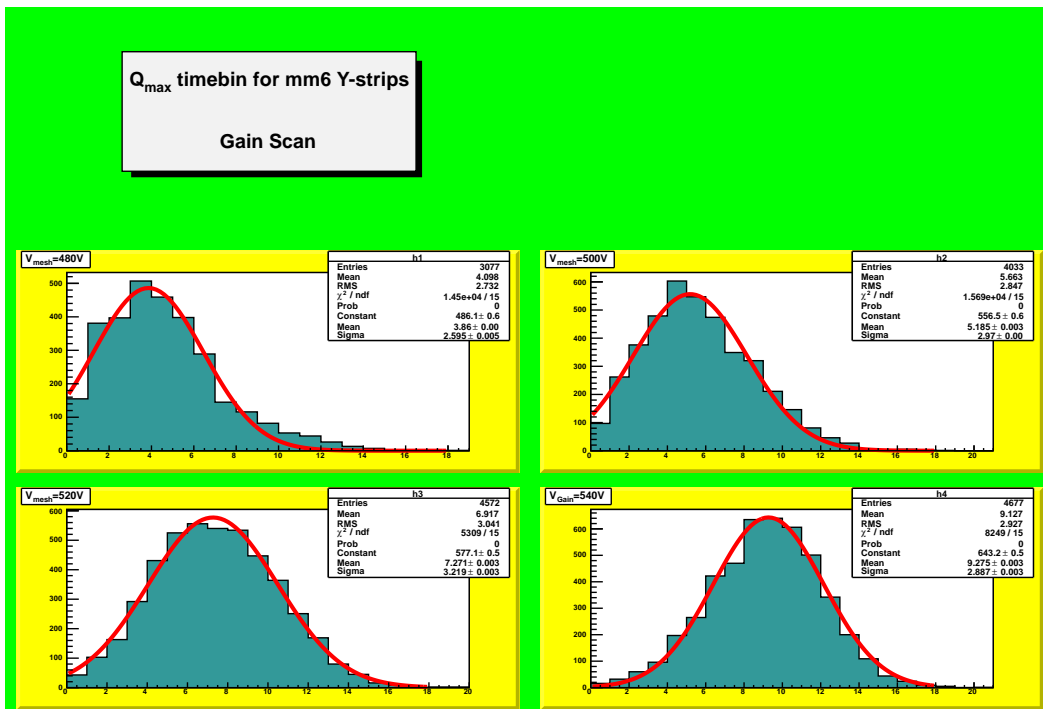 Qmax timebin for mm6 Y-strips
Gain Scan
Vmesh=480V
h1
Entries 3077
Mean 4.098
RMS 2.732
χ² / ndf 1.45e+04 / 15
Prob 0
Constant 486.1 ± 0.6
Mean 3.86 ± 0.00
Sigma 2.595 ± 0.005
500
400
300
200
100
0
0 2 4 6 8 10 12 14 16 18
Vmesh=500V
h2
Entries 4033
Mean 5.663
RMS 2.847
χ² / ndf 1.569e+04 / 15
Prob 0
Constant 556.5 ± 0.6
Mean 5.185 ± 0.003
Sigma 2.97 ± 0.00
600
500
400
300
200
100
0
0 2 4 6 8 10 12 14 16 18 20
Vmesh=520V
h3
Entries 4572
Mean 6.917
RMS 3.041
χ² / ndf 5309 / 15
Prob 0
Constant 577.1 ± 0.5
Mean 7.271 ± 0.003
Sigma 3.219 ± 0.003
600
500
400
300
200
100
0
0 2 4 6 8 10 12 14 16 18 20
VGain=540V
h4
Entries 4677
Mean 9.127
RMS 2.927
χ² / ndf 8249 / 15
Prob 0
Constant 643.2 ± 0.5
Mean 9.275 ± 0.003
Sigma 2.887 ± 0.003
600
500
400
300
200
100
0
0 2 4 6 8 10 12 14 16 18 20